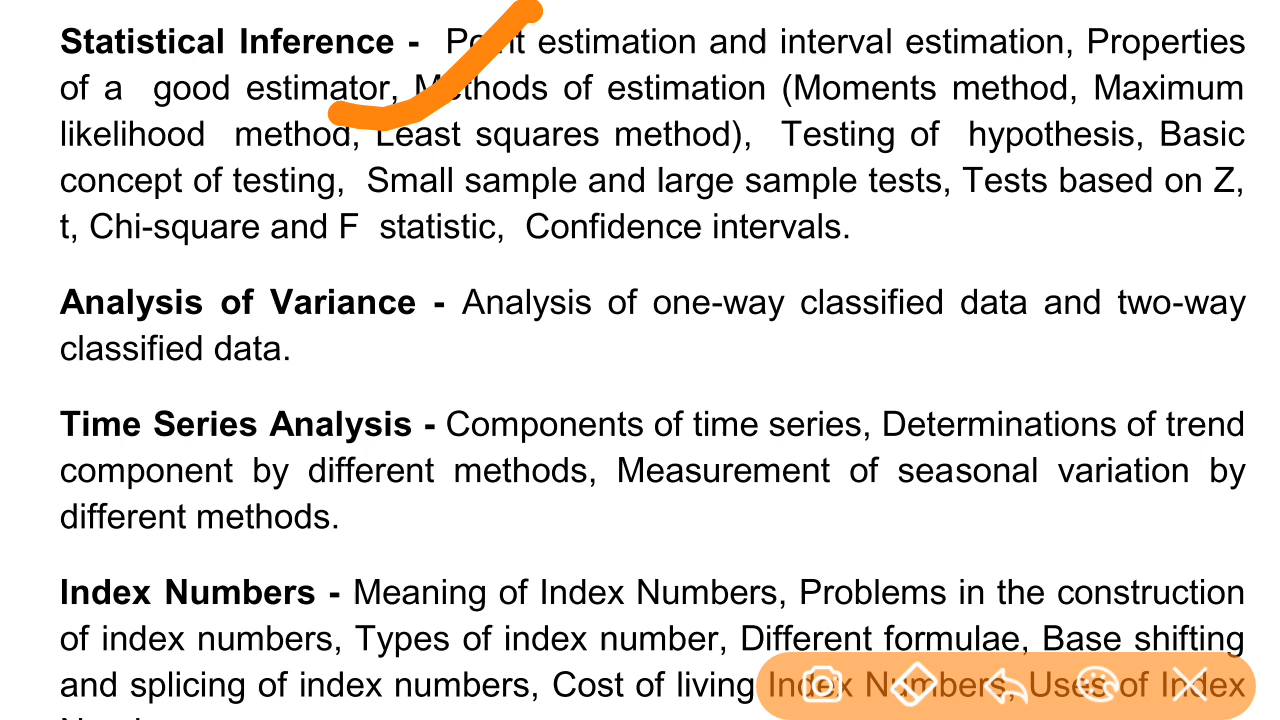 Statistical Inference - Point estimation and interval estimation, Properties
of a good estimator, Methods of estimation (Moments method, Maximum
likelihood method, Least squares method), Testing of hypothesis, Basic
concept of testing, Small sample and large sample tests, Tests based on Z,
t, Chi-square and F statistic, Confidence intervals.
Analysis of Variance - Analysis of one-way classified data and two-way
classified data.
Time Series Analysis - Components of time series, Determinations of trend
component by different methods, Measurement of seasonal variation by
different methods.
Index Numbers - Meaning of Index Numbers, Problems in the construction
of index numbers, Types of index number, Different formulae, Base shifting
and splicing of index numbers, Cost of living Index Numbers, Uses of Index